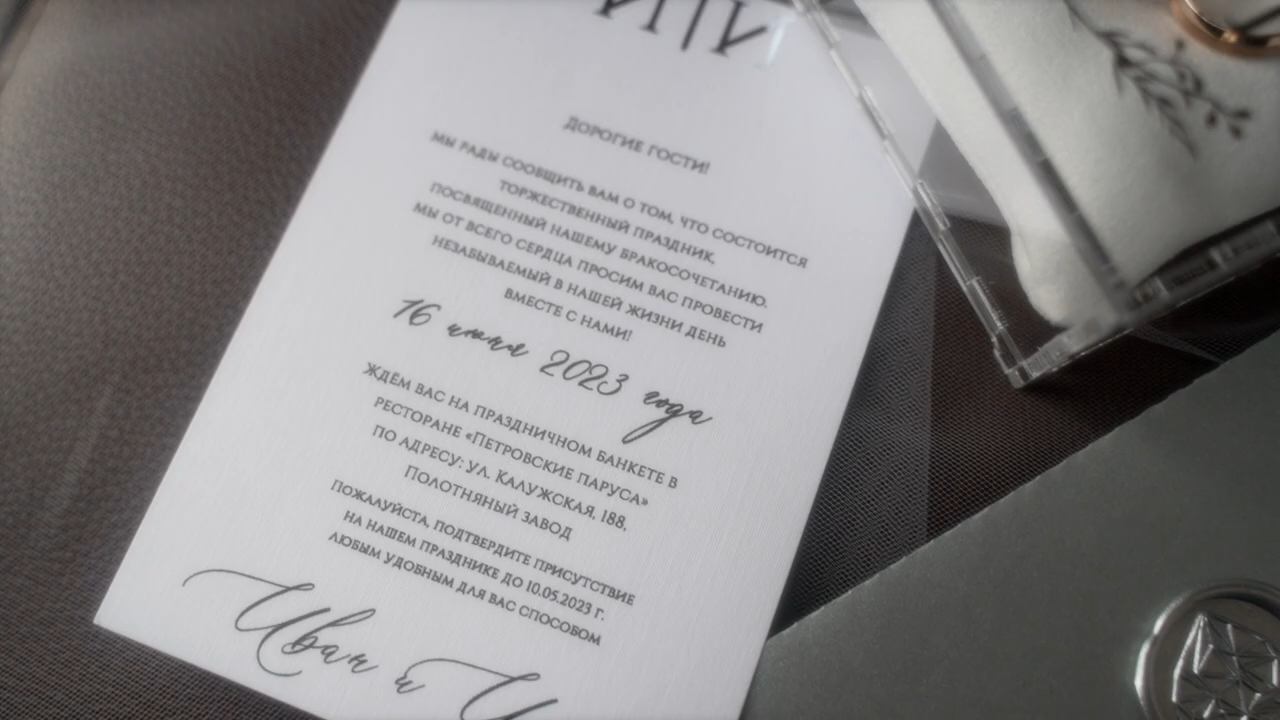 И|И
ДОРОГИЕ ГОСТИ!
МЫ РАДЫ СООБЩИТЬ ВАМ О ТОМ, ЧТО СОСТОИТСЯ
ТОРЖЕСТВЕННЫЙ ПРАЗДНИК,
ПОСВЯЩЕННЫЙ НАШЕМУ БРАКОСОЧЕТАНИЮ.
МЫ ОТ ВСЕГО СЕРДЦА ПРОСИМ ВАС ПРОВЕСТИ
НЕЗАБЫВАЕМЫЙ В НАШЕЙ ЖИЗНИ ДЕНЬ
ВМЕСТЕ С НАМИ!
16 июня 2023 года
ЖДЁМ ВАС НА ПРАЗДНИЧНОМ БАНКЕТЕ В
РЕСТОРАНЕ «ПЕТРОВСКИЕ ПАРУСА»
ПО АДРЕСУ: УЛ. КАЛУЖСКАЯ, 188,
ПОЛОТНЯНЫЙ ЗАВОД
ПОЖАЛУЙСТА, ПОДТВЕРДИТЕ ПРИСУТСТВИЕ
НА НАШЕМ ПРАЗДНИКЕ ДО 10.05.2023 Г.
ЛЮБЫМ УДОБНЫМ ДЛЯ ВАС СПОСОБОМ
Иван и